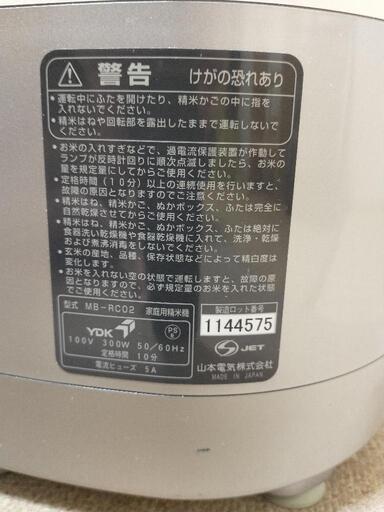 警告 けがの恐れあり
・運転中にふたを開けたり、精米かごの中に指を
入れないでください。
・精米はねや回転部を露出したままで運転しないで
ください。
・お米の入れすぎなどで、過電流保護装置が作動して
ランプが反時計回りに順次点滅しましたら、お米の
量を規定量にしてからご使用ください。
・定格時間(10分)以上の連続使用を行いますと、
故障の原因となりますのでご注意ください。
・精米はね、精米かご、ぬかボックス、ふたは完全に
自然乾燥させてからご使用ください。
・精米はね、精米かご、ぬかボックス、ふたは絶対に
食器洗い乾燥機や食器乾燥機に入れて、洗浄・乾燥
および煮沸消毒をしないでください。
・玄米の産地、品種、保存状態などによって精白度は
変化します。
・お米を入れない空の状態で運転しますと、故障の原
因となりますので、必ず規定量のお米を入れてくだ
さい。
型式 MB-RC02 家庭用精米機
YDK PS E
100V 300W 50/60Hz
定格時間 10分
電流ヒューズ 5A
製造ロット番号
1144575
S JET
山本電気株式会社
MADE IN JAPAN